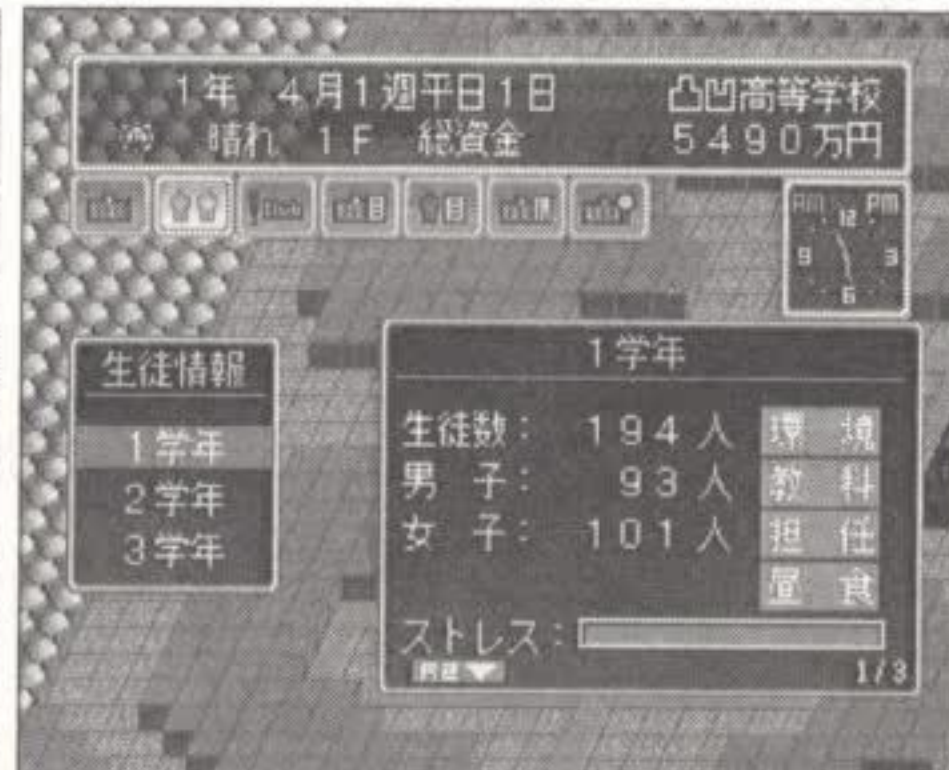 1年 4月1週平日1日 凸凹高等学校
晴れ 1F 総資金 5490万円
AM 12 PM
9 3
6
生徒情報
1学年
2学年
3学年
1学年
生徒数: 194人 環境
男子: 93人 教科
女子: 101人 担任
昼食
ストレス:
1/3